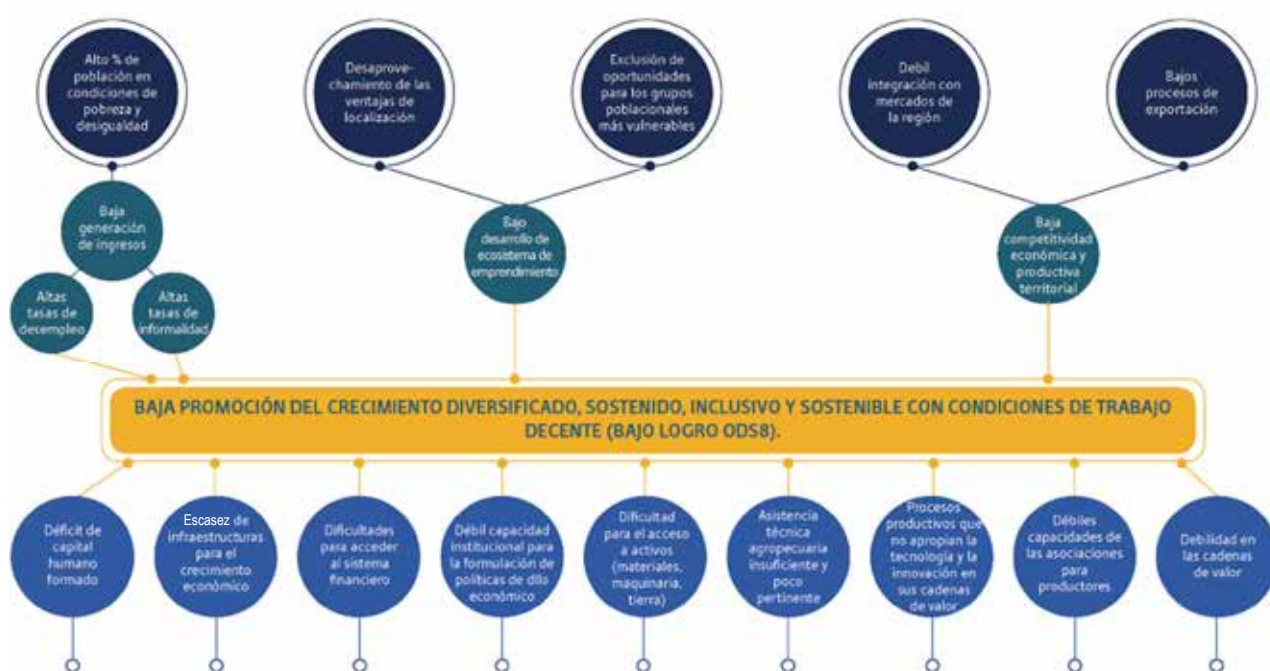 Alto % de
población en
condiciones de
pobreza y
desigualdad
Desaprove-
chamiento de las
ventajas de
localización
Exclusión de
oportunidades
para los grupos
poblacionales
más vulnerables
Debil
integración con
mercados de
la región
Bajos
procesos de
exportación
Baja
generación
de ingresos
Altas
tasas de
desempleo
Altas
tasas de
informalidad
Bajo
desarrollo de
ecosistema de
emprendimiento
Baja
competitividad
económica y
productiva
territorial
BAJA PROMOCIÓN DEL CRECIMIENTO DIVERSIFICADO, SOSTENIDO, INCLUSIVO Y SOSTENIBLE CON CONDICIONES DE TRABAJO
DECENTE (BAJO LOGRO ODS8).
Déficit de
capital
humano
formado
Escasez de
infraestructuras
para el
crecimiento
económico
Dificultades
para acceder
al sistema
financiero
Débil capacidad
institucional para
la formulación de
políticas de dllo
económico
Dificultad
para el acceso
a activos
(materiales,
maquinaria,
tierra)
Asistencia
técnica
agropecuaria
insuficiente y
poco
pertinente
Procesos
productivos que
no apropian la
tecnología y la
innovación en
sus cadenas
de valor
Débiles
capacidades de
las asociaciones
para
productores
Debilidad
en las cadenas
de valor